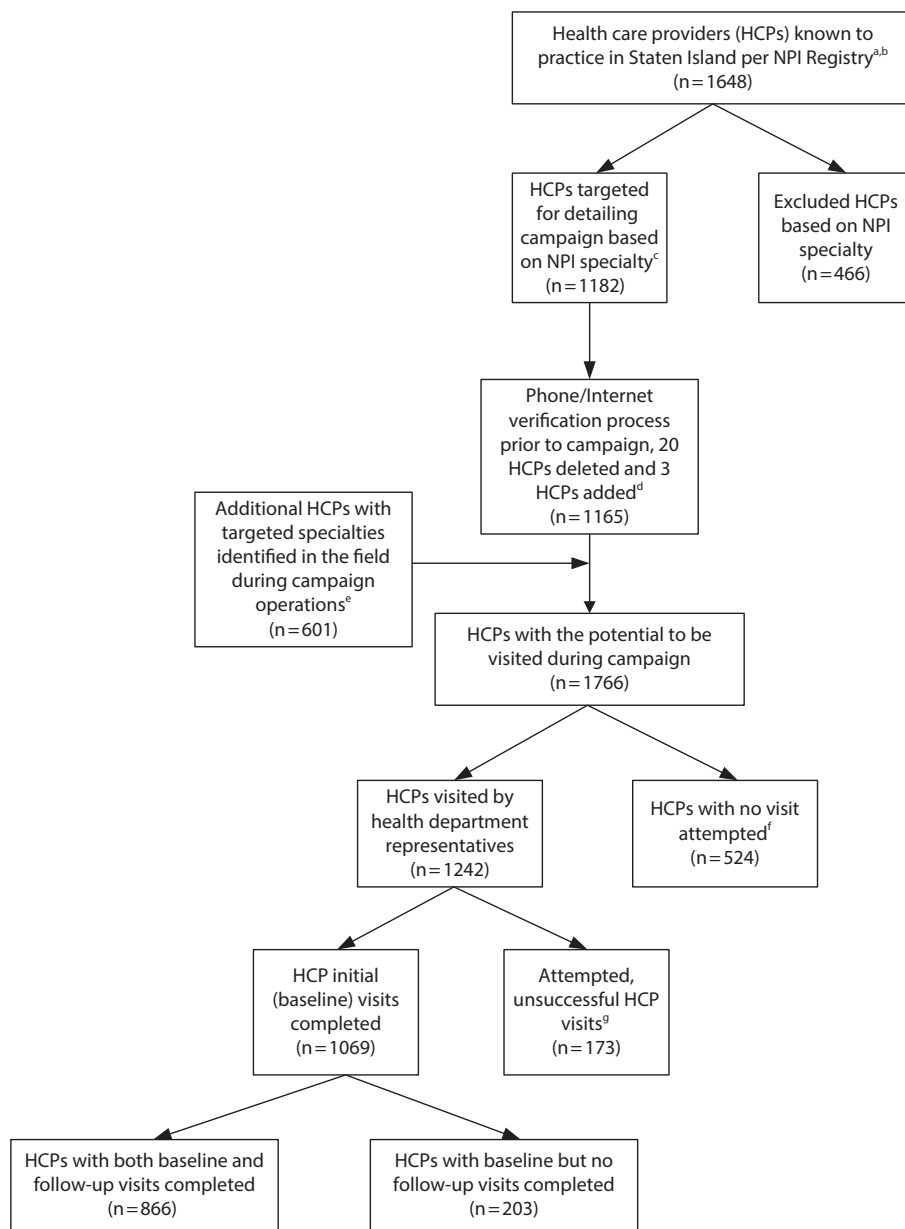 Health care providers (HCPs) known to
practice in Staten Island per NPI Registrya,b
(n=1648)
HCPs targeted
for detailing
campaign based
on NPI specialtyc
(n=1182)
Excluded HCPs
based on NPI
specialty
(n=466)
Phone/Internet
verification process
prior to campaign, 20
HCPs deleted and 3
HCPs addedd
(n=1165)
Additional HCPs with
targeted specialties
identified in the field
during campaign
operationse
(n=601)
HCPs with the potential to be
visited during campaign
(n=1766)
HCPs visited by
health department
representatives
(n=1242)
HCPs with no visit
attemptedf
(n=524)
HCP initial
(baseline) visits
completed
(n=1069)
Attempted,
unsuccessful HCP
visitsg
(n=173)
HCPs with both baseline and
follow-up visits completed
(n=866)
HCPs with baseline but no
follow-up visits completed
(n=203)